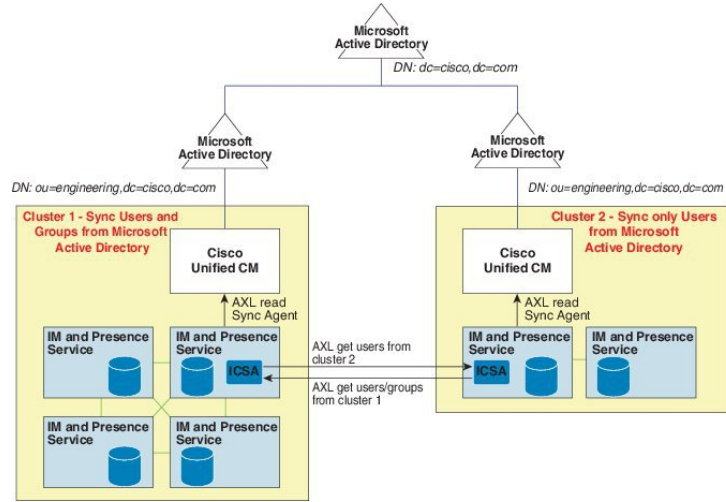 Microsoft
Active Directory
DN: dc=cisco,dc=com
Microsoft
Active Directory
Microsoft
Active Directory
DN: ou=engineering,dc=cisco,dc=com
DN: ou=engineering,dc=cisco,dc=com
Cluster 1 - Sync Users and
Groups from Microsoft
Active Directory
Cisco
Unified CM
AXL read
Sync Agent
IM and Presence
Service
IM and Presence
Service
ICSA
IM and Presence
Service
IM and Presence
Service
AXL get users from
cluster 2
AXL get users/groups
from cluster 1
Cluster 2 - Sync only Users
from Microsoft
Active Directory
Cisco
Unified CM
AXL read
Sync Agent
IM and Presence
Service
ICSA
IM and Presence
Service